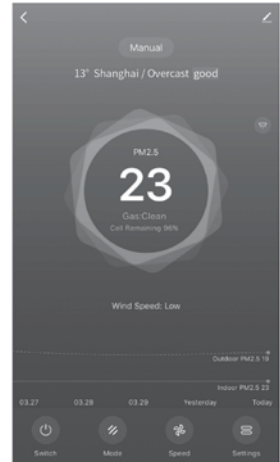 Manual
13° Shanghai / Overcast good
PM2.5
23
Gas:Clean
Cell Remaining 96%
Wind Speed: Low
Outdoor PM2.5 19
Indoor PM2.5 23
03.27 03.28 03.29 Yesterday Today
Switch Mode Speed Settings